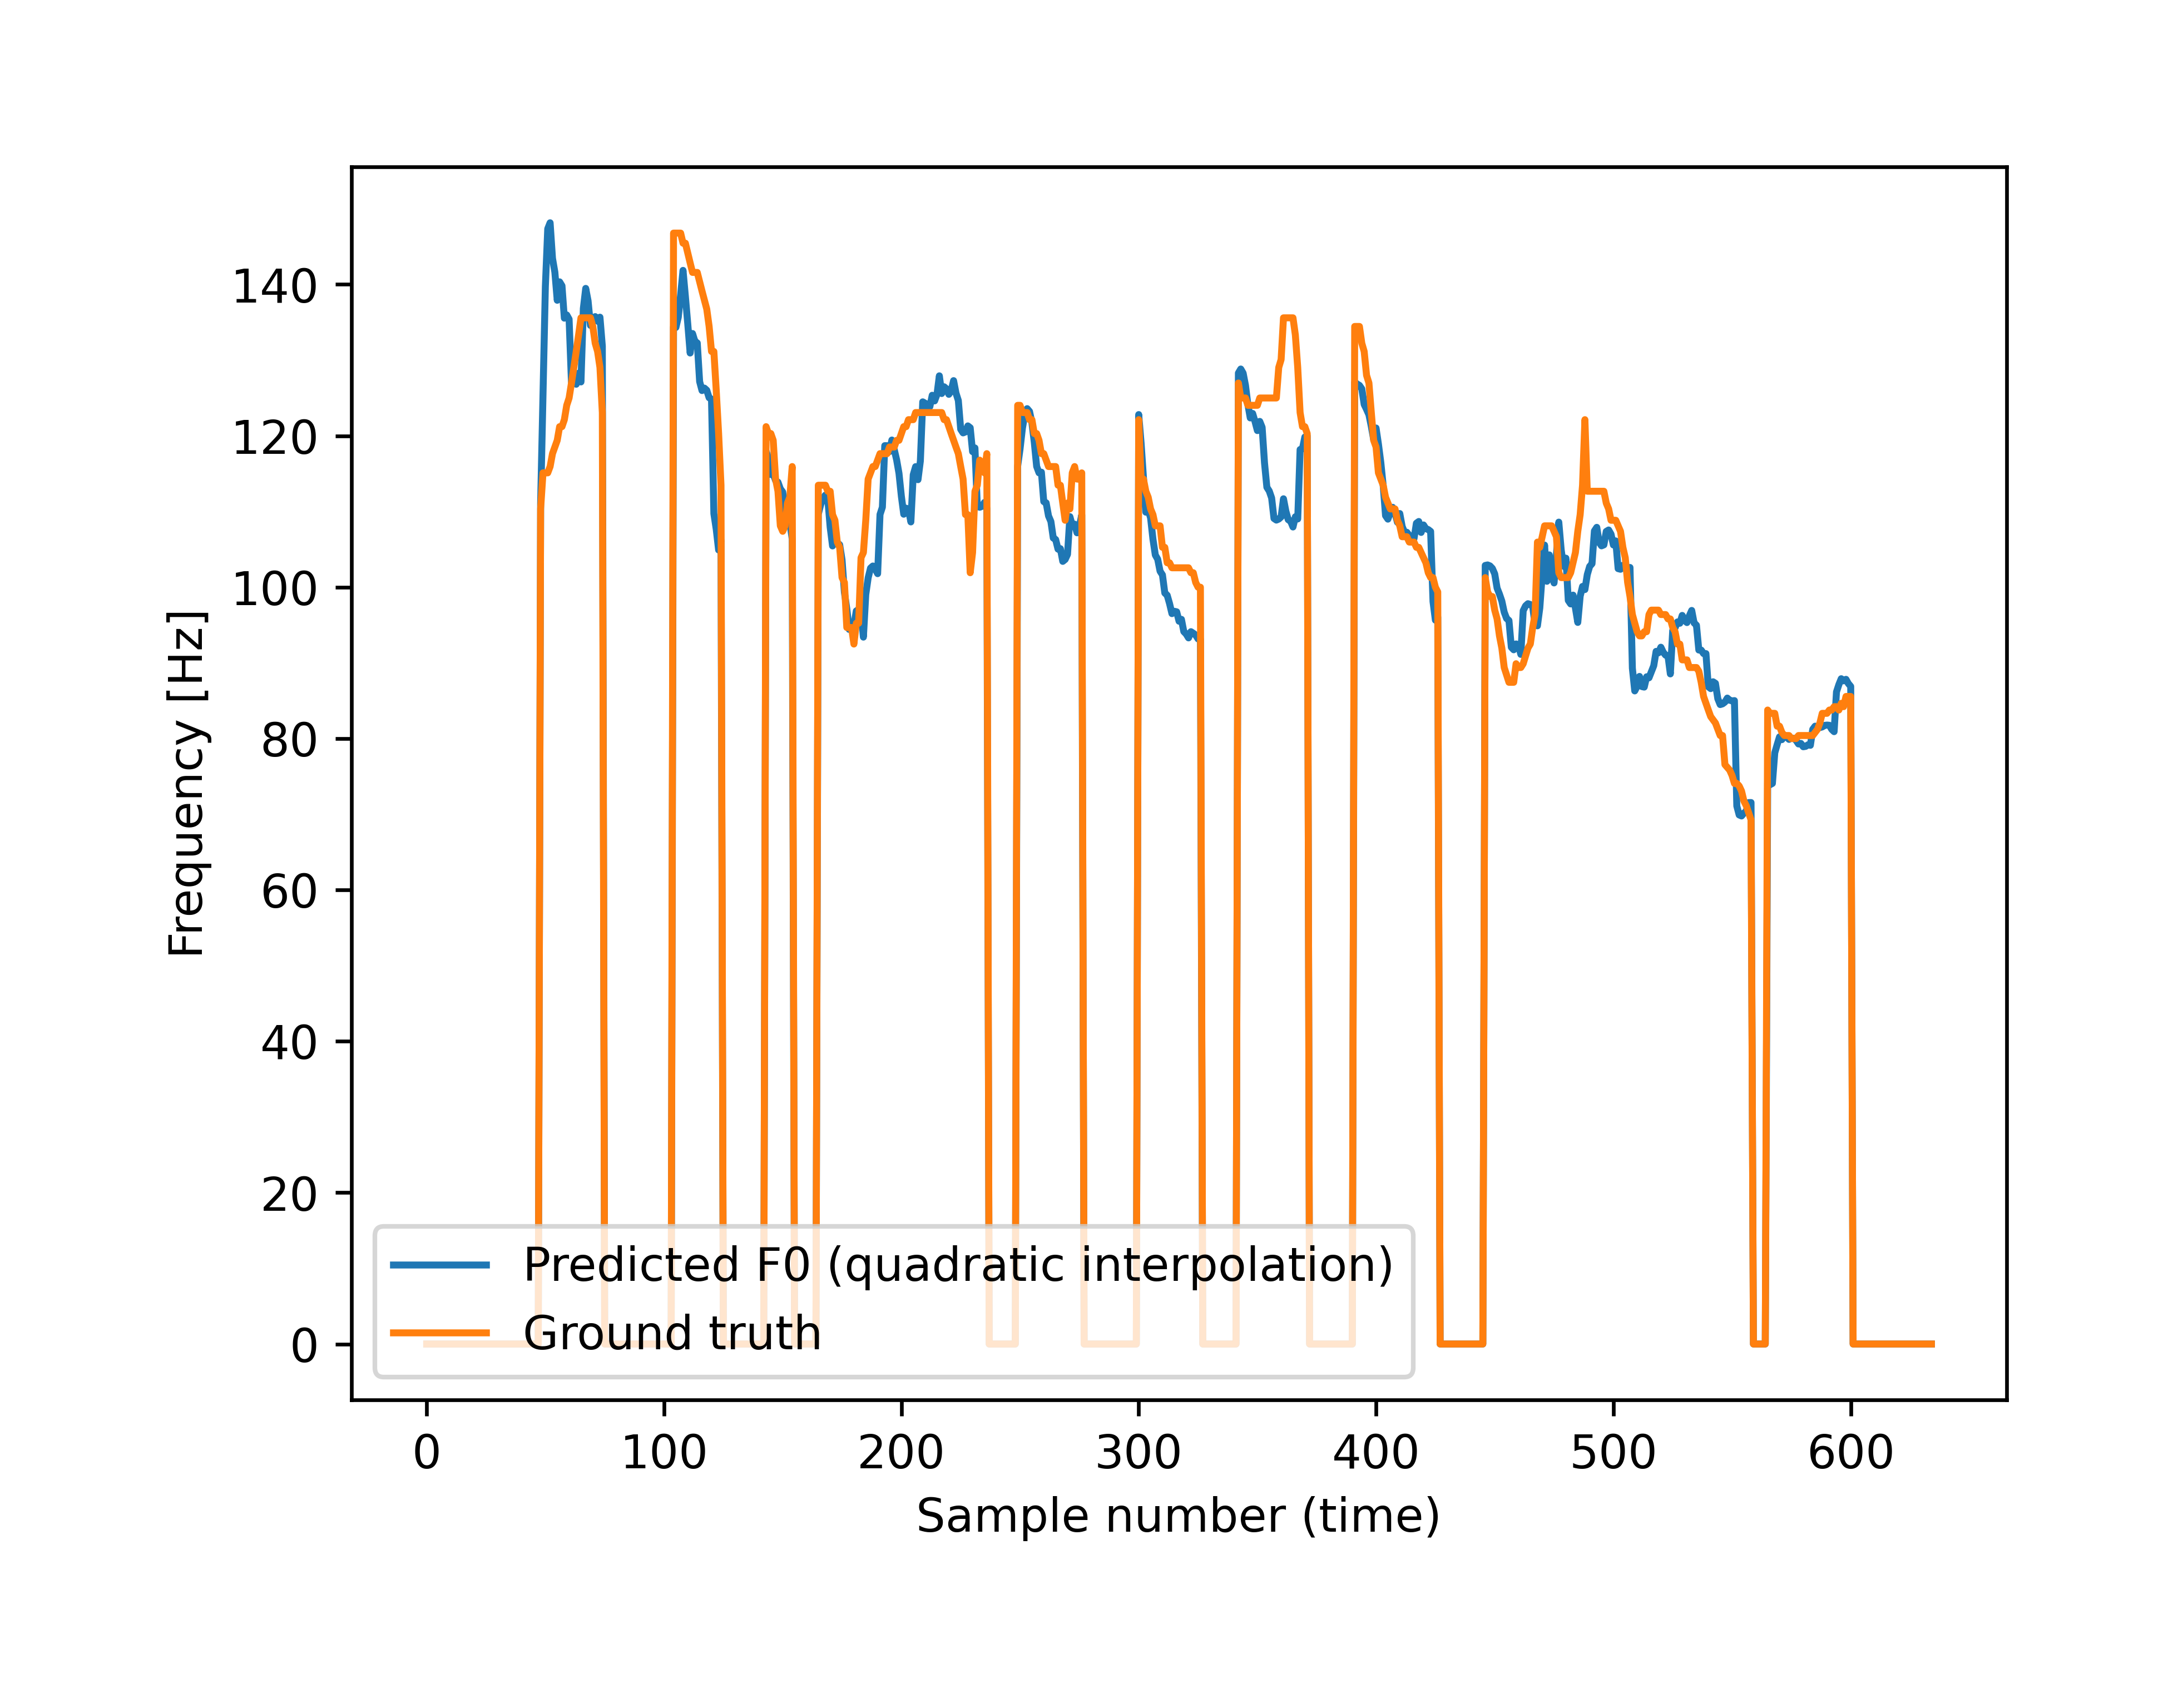 140
120
100
80
60
40
20
0
Frequency [Hz]
Predicted F0 (quadratic interpolation)
Ground truth
0 100 200 300 400 500 600
Sample number (time)